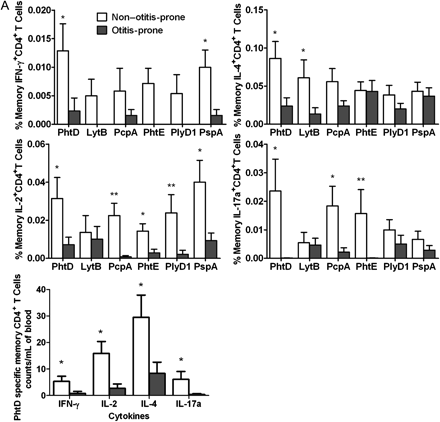 A
Non-otitis-prone
Otitis-prone
% Memory IFN-γ+CD4+ T Cells
0.020
0.015
0.010
0.005
0.000
*
*
PhtD LytB PcpA PhtE PlyD1 PspA
% Memory IL-4+CD4+T Cells
0.15
0.10
0.05
0.00
*
*
PhtD LytB PcpA PhtE PlyD1 PspA
% Memory IL-2+CD4+T Cells
0.06
0.04
0.02
0.00
*
**
*
**
*
PhtD LytB PcpA PhtE PlyD1 PspA
% Memory IL-17a+CD4+T Cells
0.04
0.03
0.02
0.01
0.00
*
*
**
PhtD LytB PcpA PhtE PlyD1 PspA
PhtD specific memory CD4+ T Cells
counts/mL of blood
40
30
20
10
0
*
*
*
*
IFN-γ IL-2 IL-4 IL-17a
Cytokines